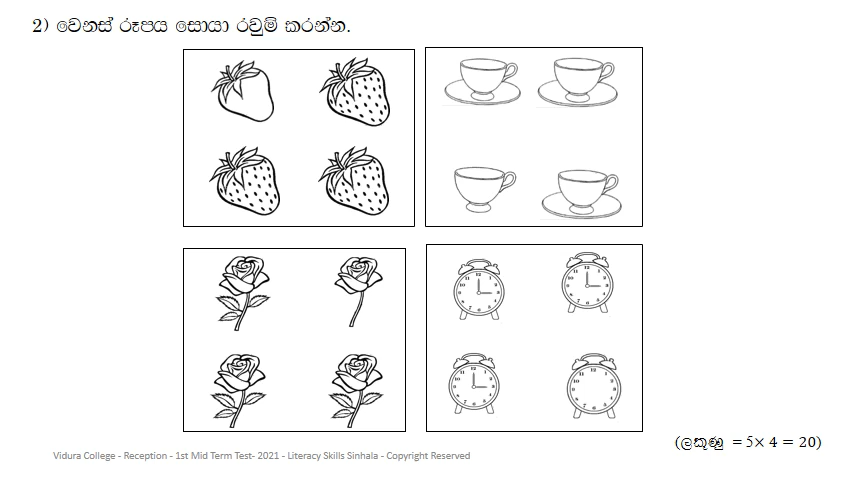 2) වෙනස් රූපය සොයා රවුම් කරන්න.
(ලකුණු = 5× 4 = 20)
Vidura College - Reception - 1st Mid Term Test- 2021 - Literacy Skills Sinhala - Copyright Reserved